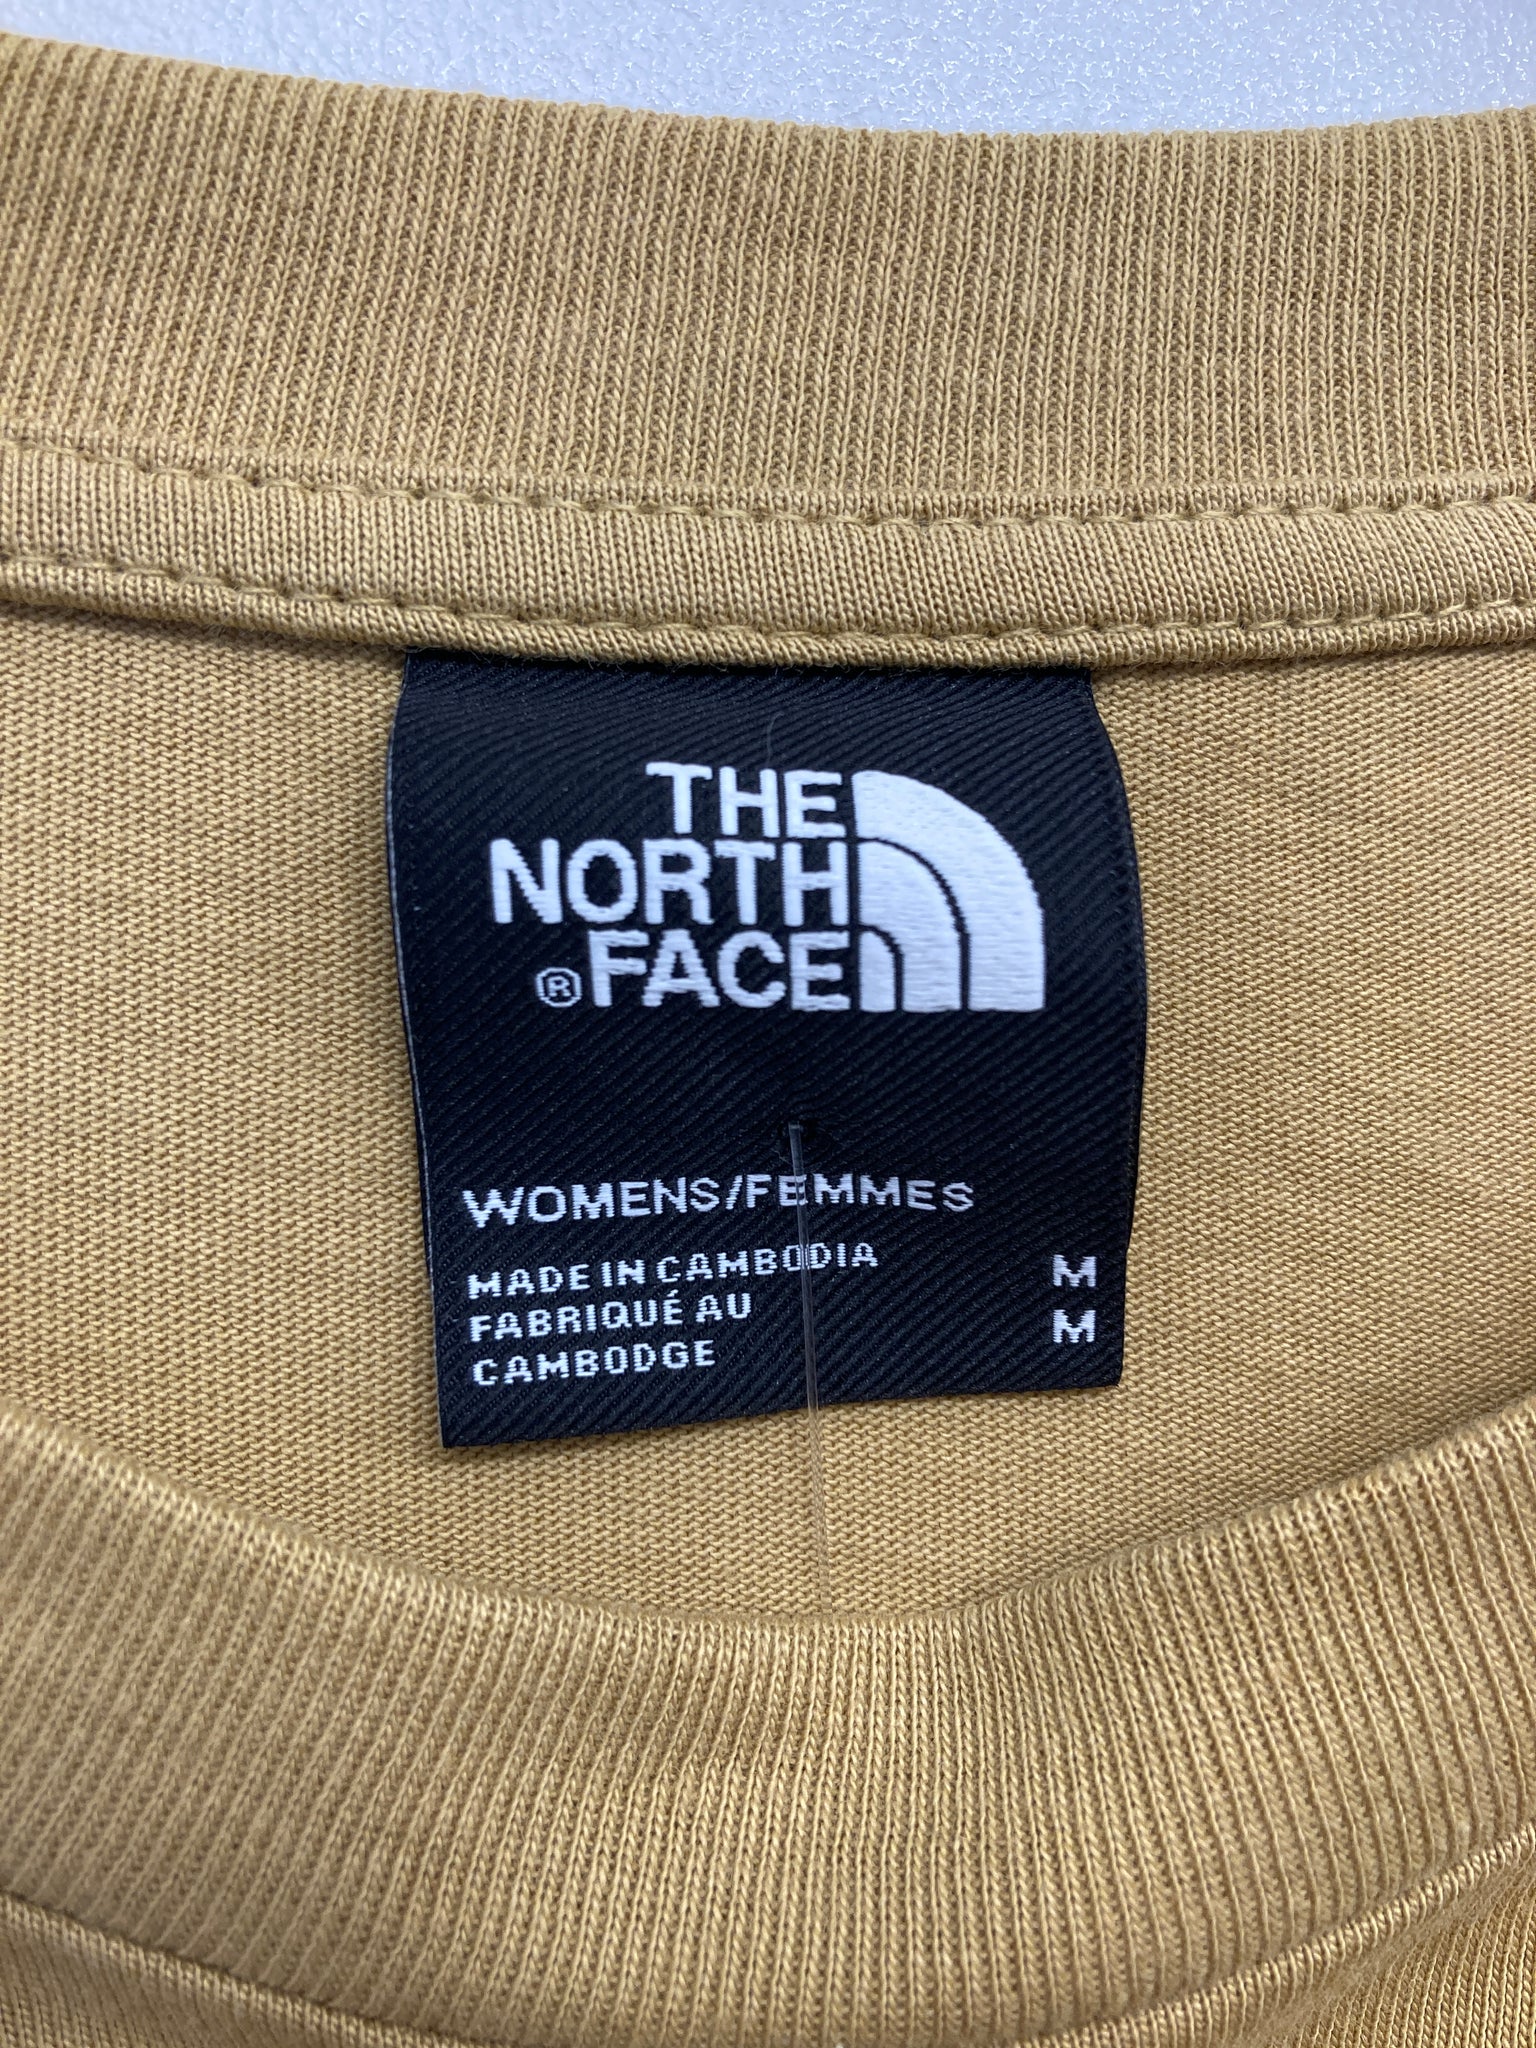 THE
NORTH
® FACE
WOMENS/FEMMES
MADE IN CAMBODIA M
FABRIQUÉ AU M
CAMBODGE